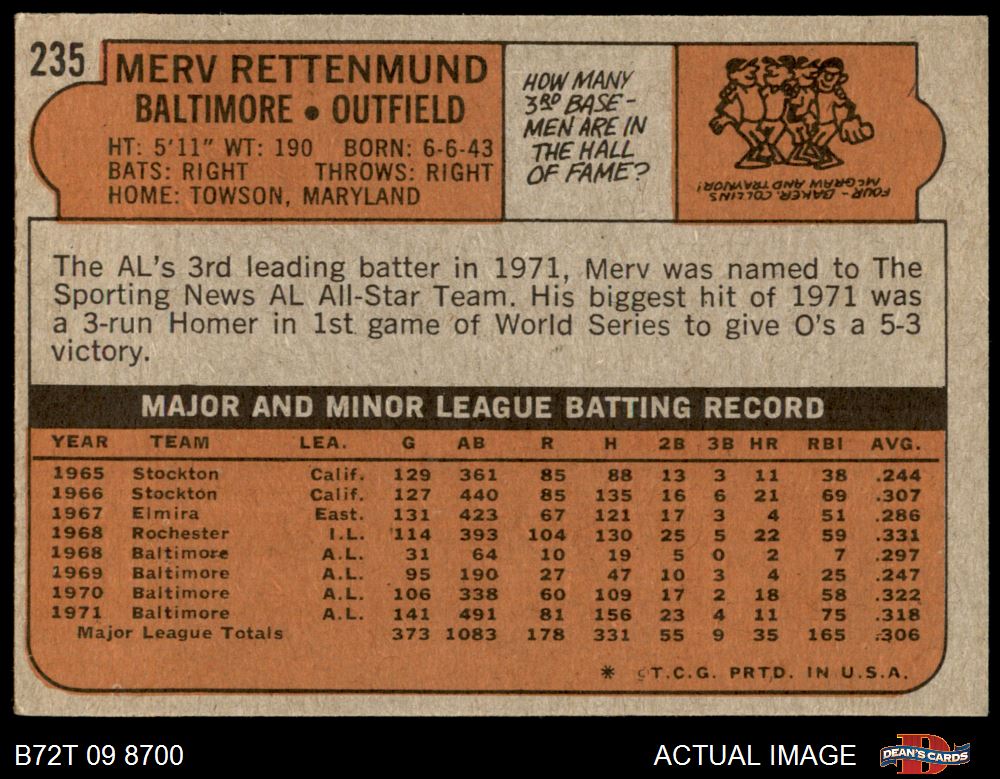 235
MERV RETTENMUND
BALTIMORE • OUTFIELD
HT: 5'11" WT: 190 BORN: 6-6-43
BATS: RIGHT THROWS: RIGHT
HOME: TOWSON, MARYLAND
HOW MANY
3RD BASE-
MEN ARE IN
THE HALL
OF FAME?
FOUR - BAKER, COLLINS
MCGRAW AND TRAYNOR!
The AL's 3rd leading batter in 1971, Merv was named to The
Sporting News AL All-Star Team. His biggest hit of 1971 was
a 3-run Homer in 1st game of World Series to give O's a 5-3
victory.
MAJOR AND MINOR LEAGUE BATTING RECORD
YEAR TEAM LEA. G AB R H 2B 3B HR RBI AVG.
1965 Stockton Calif. 129 361 85 88 13 3 11 38 .244
1966 Stockton Calif. 127 440 85 135 16 6 21 69 .307
1967 Elmira East. 131 423 67 121 17 3 4 51 .286
1968 Rochester I.L. 114 393 104 130 25 5 22 59 .331
1968 Baltimore A.L. 31 64 10 19 5 0 2 7 .297
1969 Baltimore A.L. 95 190 27 47 10 3 4 25 .247
1970 Baltimore A.L. 106 338 60 109 17 2 18 58 .322
1971 Baltimore A.L. 141 491 81 156 23 4 11 75 .318
Major League Totals 373 1083 178 331 55 9 35 165 .306
* ©T.C.G. PRTD. IN U.S.A.
B72T 09 8700
ACTUAL IMAGE
DEAN'S CARDS